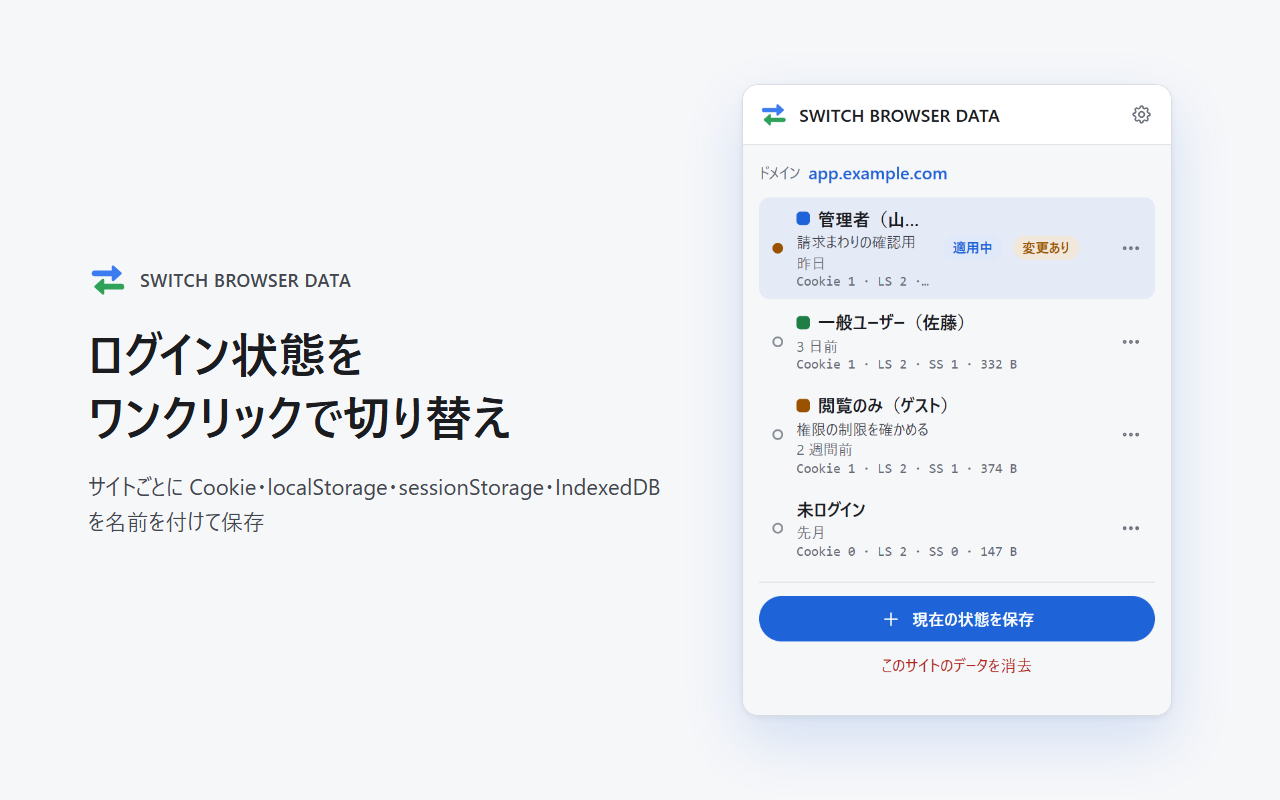 SWITCH BROWSER DATA
ログイン状態を
ワンクリックで切り替え
サイトごとに Cookie・localStorage・sessionStorage・IndexedDB
を名前を付けて保存
SWITCH BROWSER DATA
ドメイン app.example.com
管理者（山…
請求まわりの確認用
昨日
Cookie 1 · LS 2 ·…
適用中 変更あり
一般ユーザー（佐藤）
3 日前
Cookie 1 · LS 2 · SS 1 · 332 B
閲覧のみ（ゲスト）
権限の制限を確かめる
2 週間前
Cookie 1 · LS 2 · SS 1 · 374 B
未ログイン
先月
Cookie 0 · LS 2 · SS 0 · 147 B
現在の状態を保存
このサイトのデータを消去